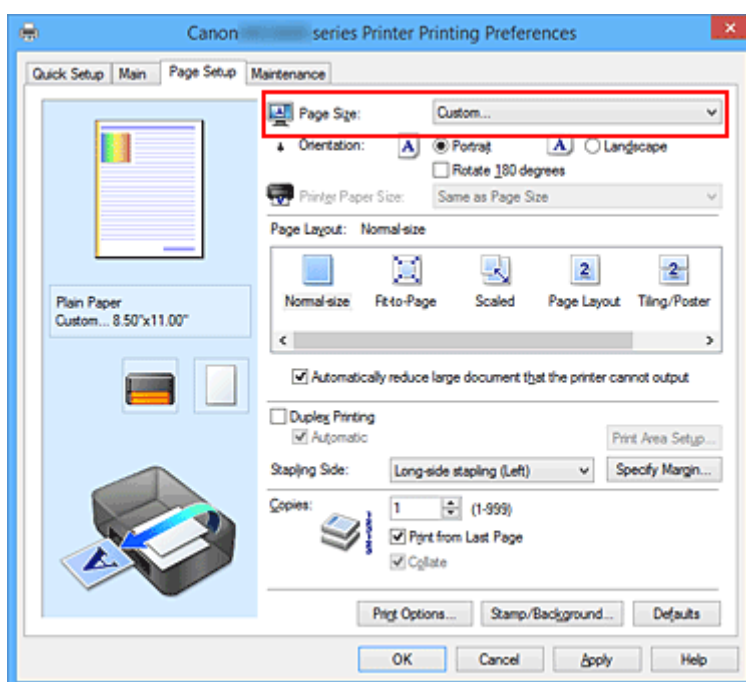 Canon series Printer Printing Preferences
Quick Setup Main Page Setup Maintenance
Page Size: Custom...
Orientation: A Portrait A Landscape
Rotate 180 degrees
Printer Paper Size: Same as Page Size
Page Layout: Normal-size
2 2
Normal-size Fit-to-Page Scaled Page Layout Tiling/Poster
Plain Paper
Custom... 8.50"x11.00"
Automatically reduce large document that the printer cannot output
Duplex Printing
Automatic
Print Area Setup...
Stapling Side: Long-side stapling (Left) Specify Margin...
Copies: 1 (1-999)
Print from Last Page
Collate
A
Print Options... Stamp/Background... Defaults
OK Cancel Apply Help